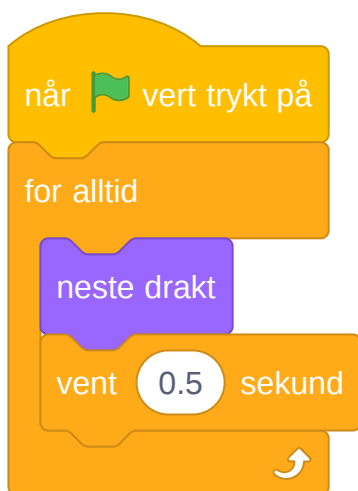 når vert trykt på
for alltid
neste drakt
vent 0.5 sekund